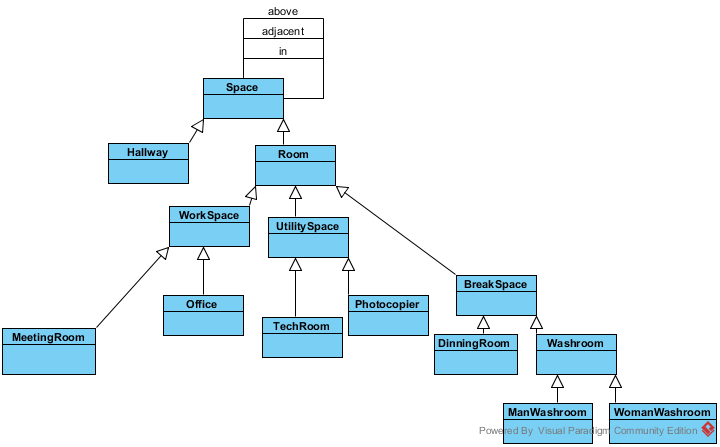 above
adjacent
in
Space
Hallway
Room
WorkSpace
UtilitySpace
BreakSpace
Office
Photocopier
TechRoom
MeetingRoom
DinningRoom
Washroom
ManWashroom
WomanWashroom
Powered By Visual Paradigm Community Edition